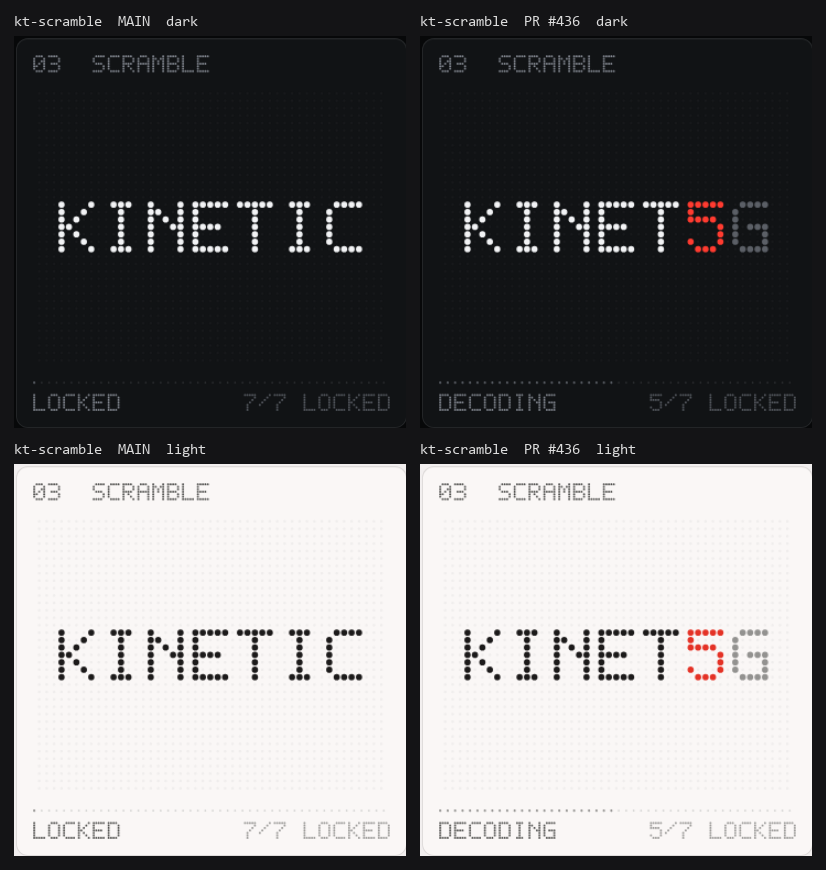 kt-scramble  MAIN  dark
03  SCRAMBLE
KINETIC
LOCKED  7/7 LOCKED
kt-scramble  PR #436  dark
03  SCRAMBLE
KINET5G
DECODING  5/7 LOCKED
kt-scramble  MAIN  light
03  SCRAMBLE
KINETIC
LOCKED  7/7 LOCKED
kt-scramble  PR #436  light
03  SCRAMBLE
KINET5G
DECODING  5/7 LOCKED